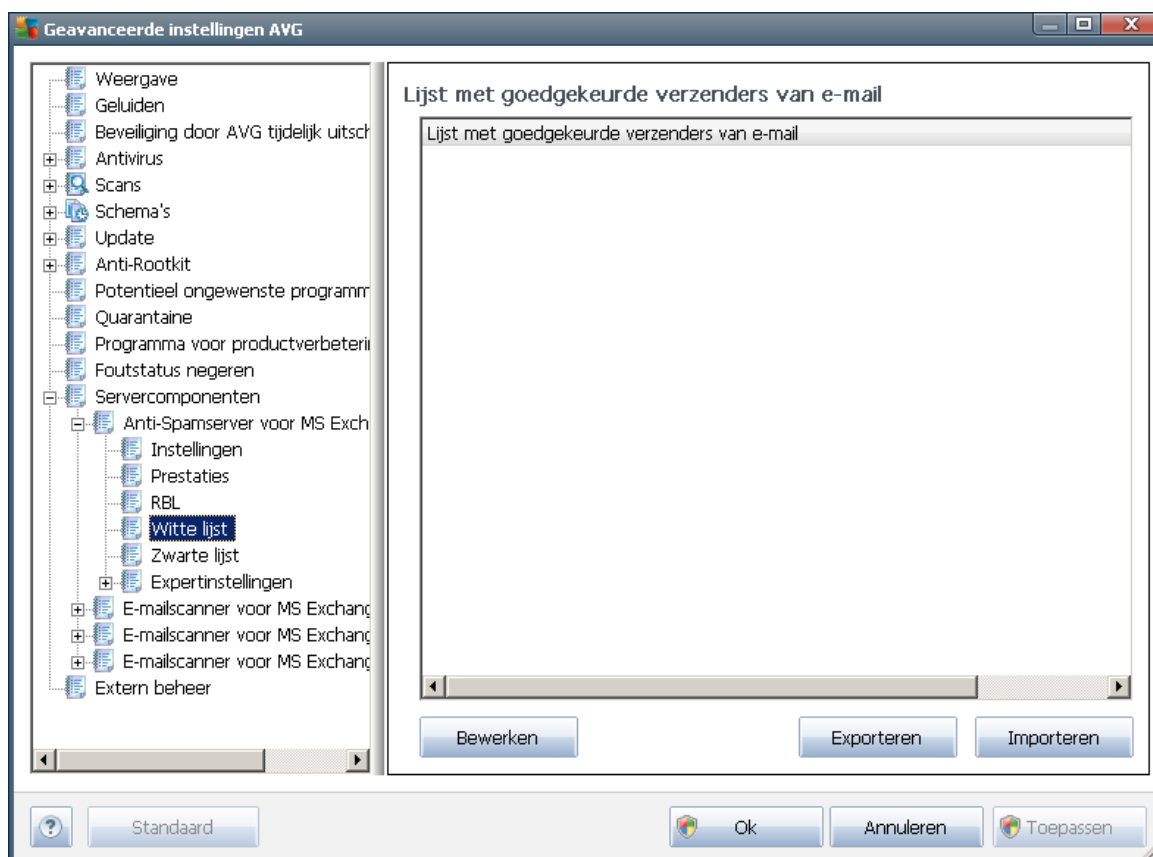 Geavanceerde instellingen AVG
Weergave
Geluiden
Beveiliging door AVG tijdelijk uitsch
Antivirus
Scans
Schema's
Update
Anti-Rootkit
Potentieel ongewenste programm
Quarantaine
Programma voor productverbeteri
Foutstatus negeren
Servercomponenten
Anti-Spamserver voor MS Exch
Instellingen
Prestaties
RBL
Witte lijst
Zwarte lijst
Expertinstellingen
E-mailscanner voor MS Exchang
E-mailscanner voor MS Exchang
E-mailscanner voor MS Exchang
Extern beheer
Lijst met goedgekeurde verzenders van e-mail
Lijst met goedgekeurde verzenders van e-mail
Bewerken Exporteren Importeren
? Standaard Ok Annuleren Toepassen